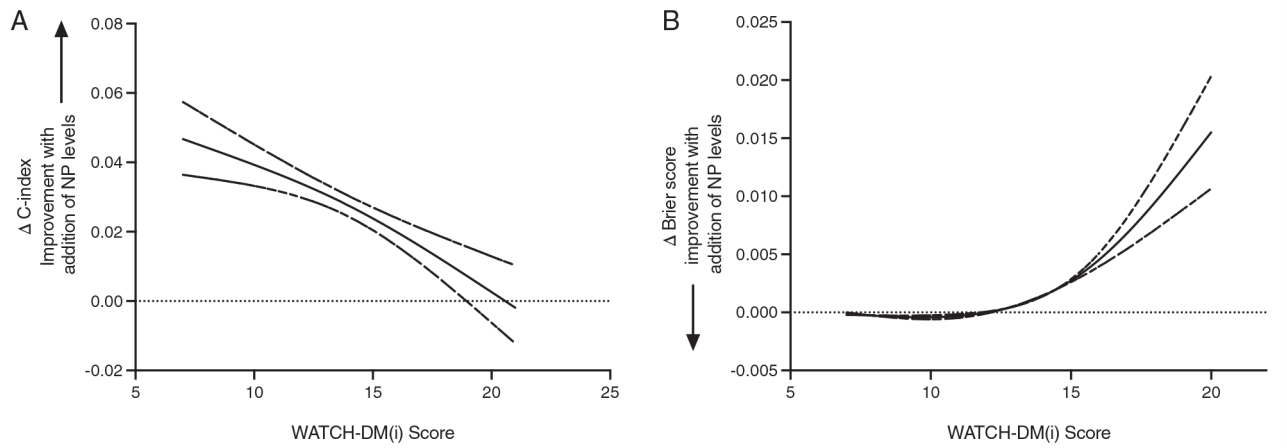 A
0.08
0.06
0.04
0.02
0.00
-0.02
Δ C-index
Improvement with
addition of NP levels
5
10
15
20
25
WATCH-DM(i) Score
B
0.025
0.020
0.015
0.010
0.005
0.000
-0.005
Δ Brier score
improvement with
addition of NP levels
5
10
15
20
WATCH-DM(i) Score